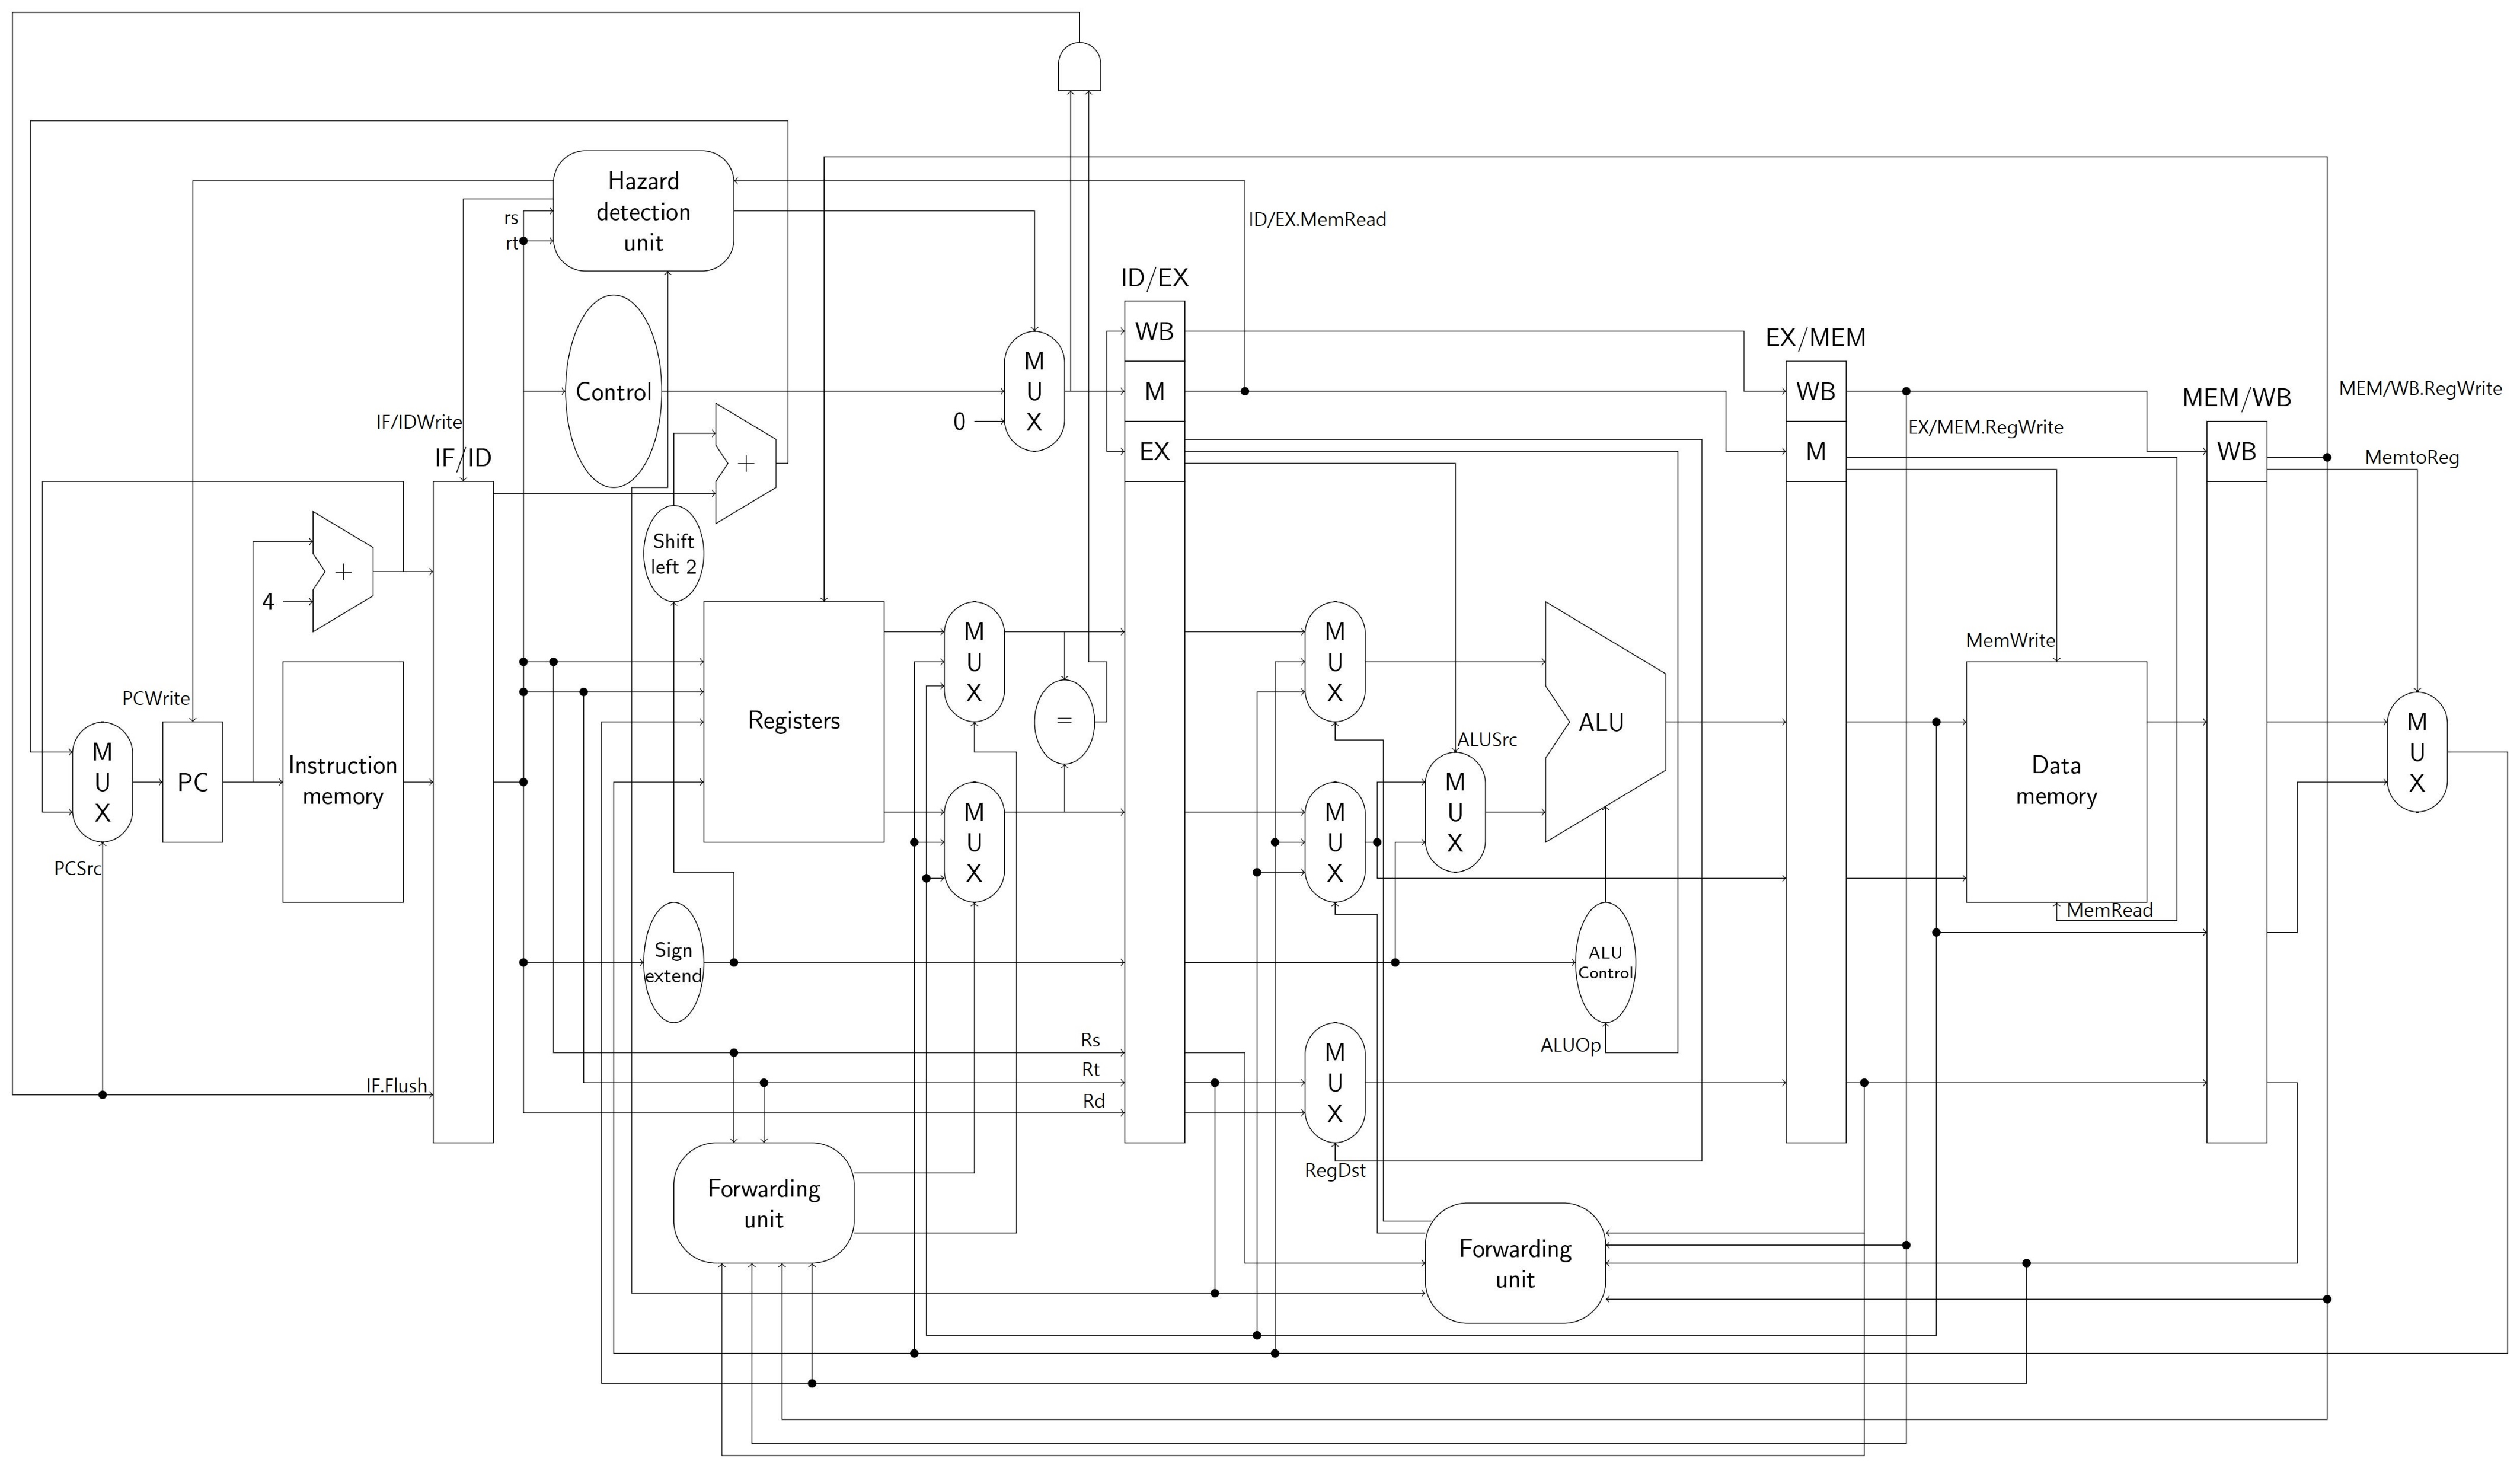 Hazard
detection
unit
rs
rt
ID/EX.MemRead
ID/EX
WB
M
EX
M
U
X
0
Control
IF/IDWrite
IF/ID
+
EX/MEM
WB
M
EX/MEM.RegWrite
MEM/WB
WB
MEM/WB.RegWrite
MemtoReg
+
4
Shift
left 2
PCWrite
M
U
X
PCSrc
PC
Instruction
memory
Registers
M
U
X
M
U
X
=
M
U
X
M
U
X
ALUSrc
M
U
X
ALU
MemWrite
Data
memory
MemRead
M
U
X
Sign
extend
ALU
Control
ALUOp
IF.Flush
Rs
Rt
Rd
M
U
X
RegDst
Forwarding
unit
Forwarding
unit